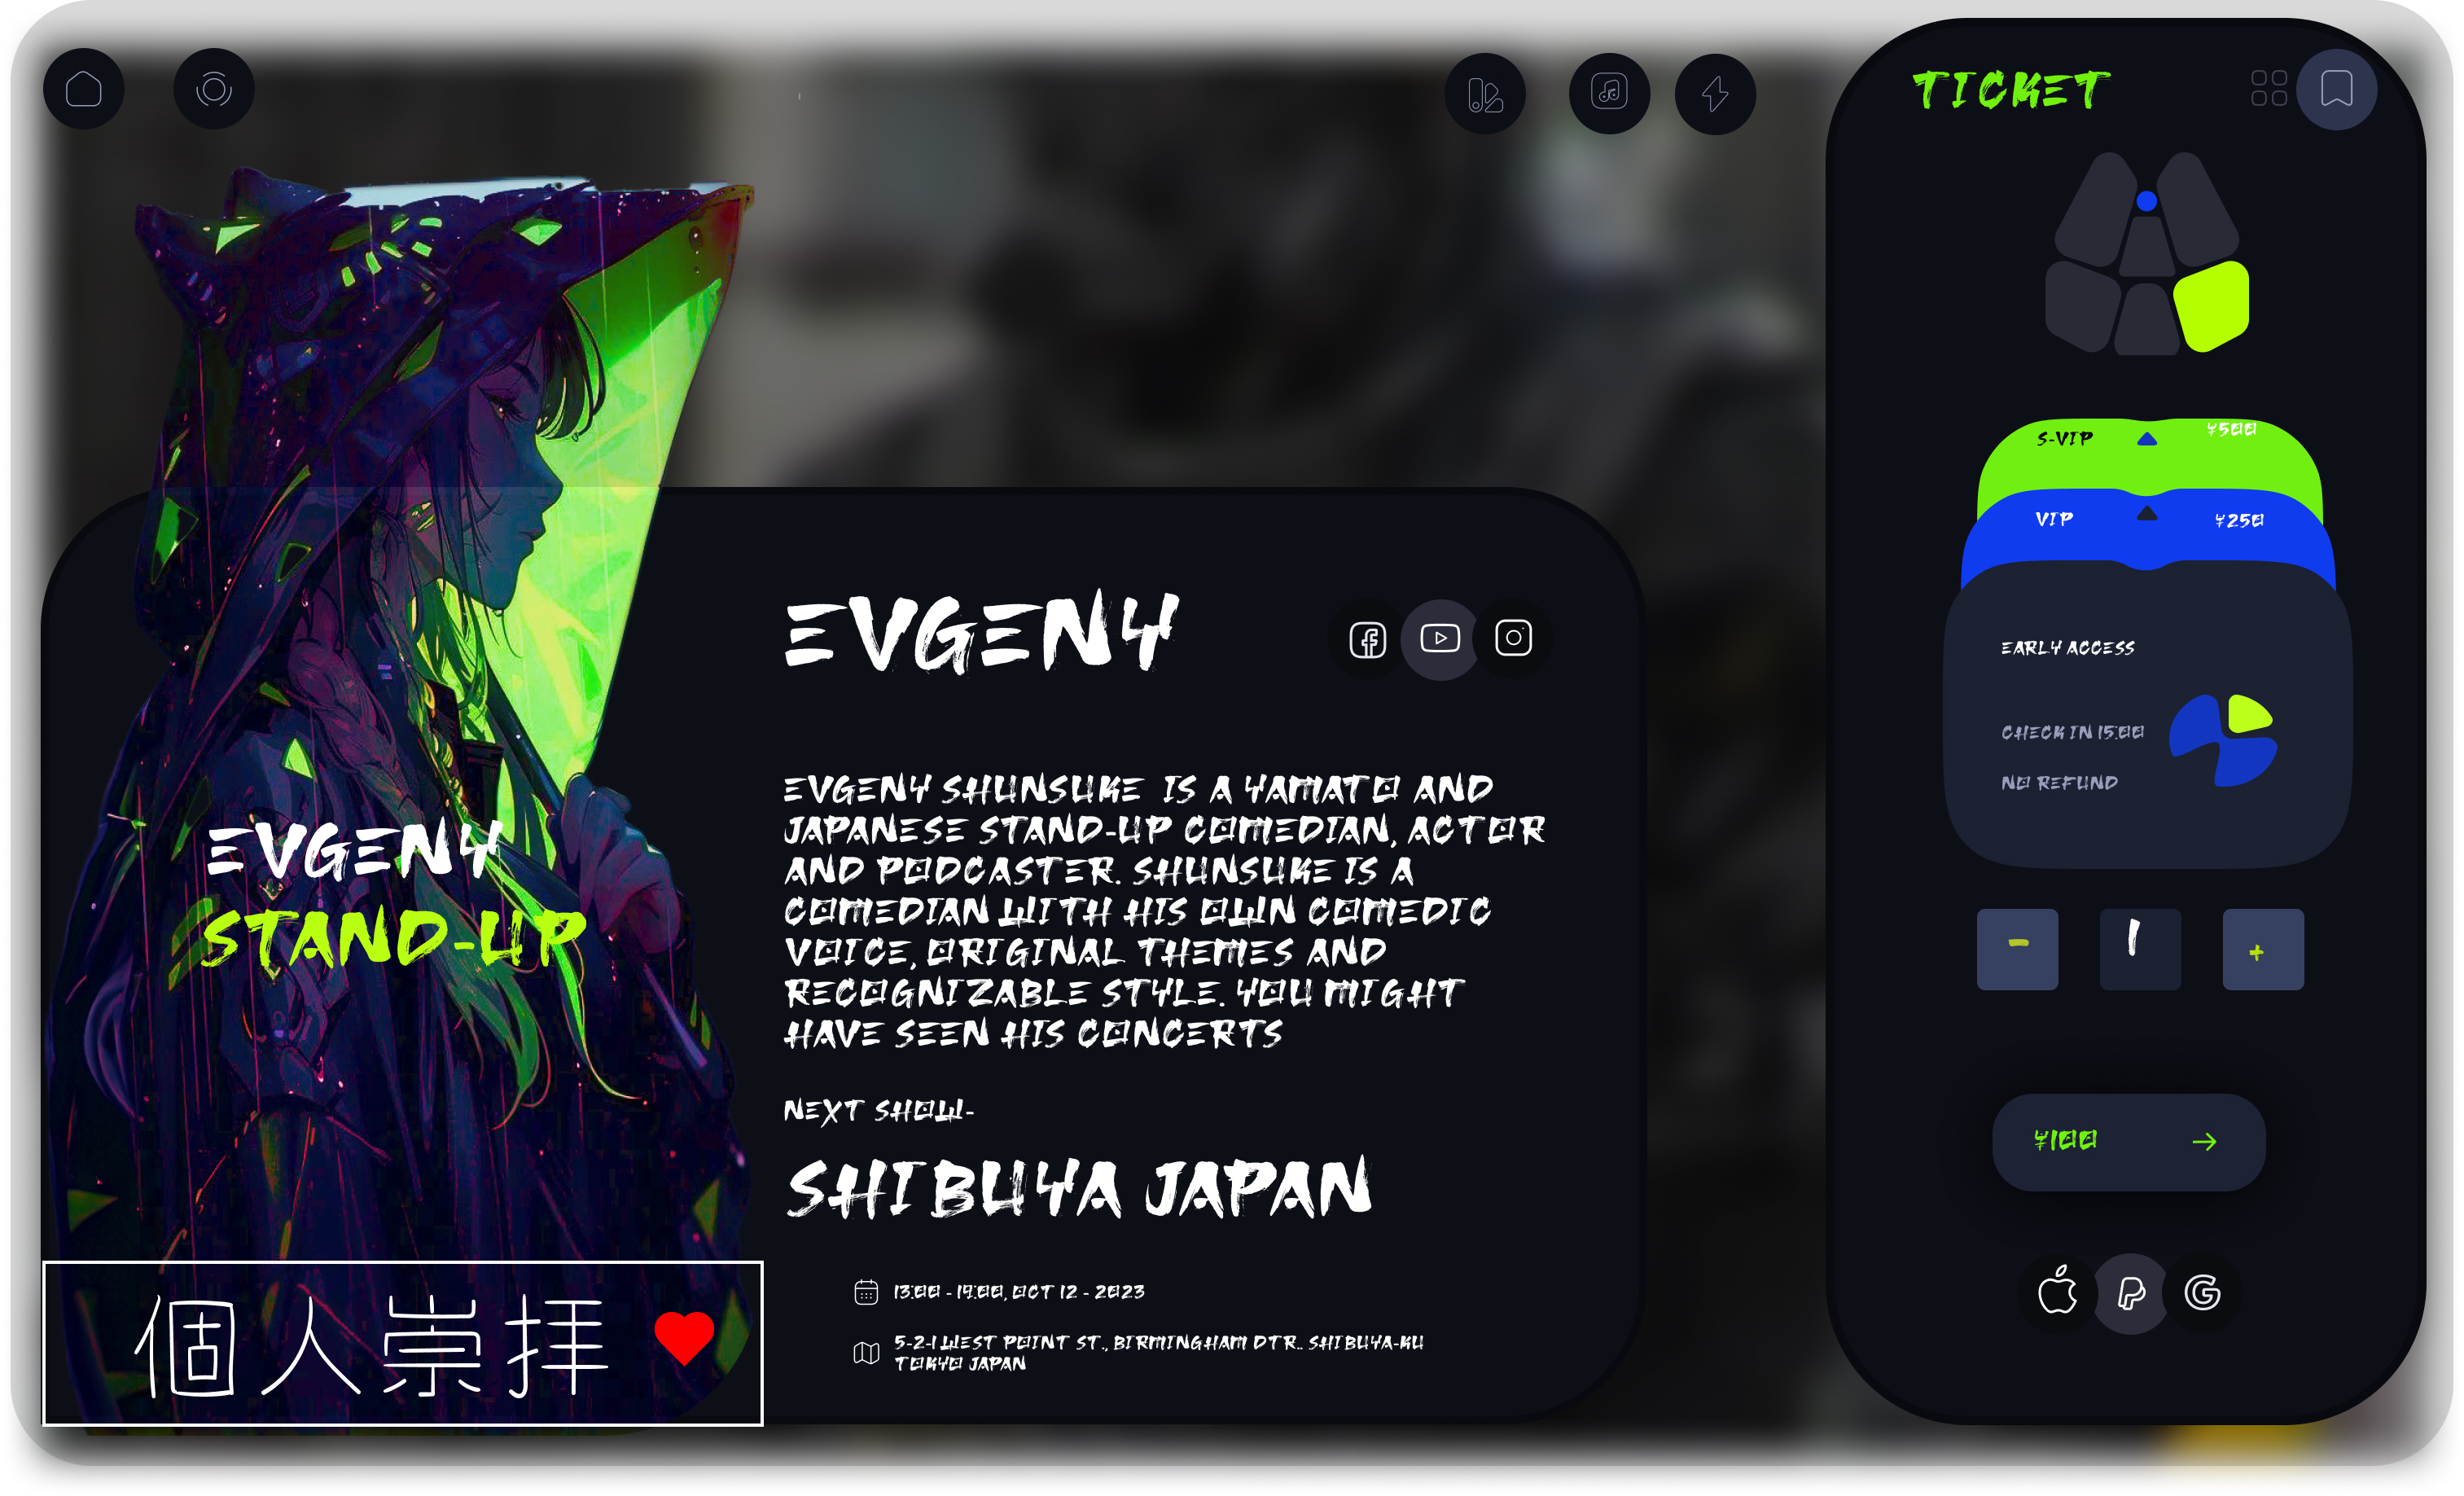 TICKET
S-VIP
¥500
VIP
¥250
EVGENY
EARLY ACCESS
CHECK IN 15:00
NO REFUND
EVGENY SHUNSUKE IS A YAMATO AND
JAPANESE STAND-UP COMEDIAN, ACTOR
AND PODCASTER. SHUNSUKE IS A
COMEDIAN WITH HIS OWN COMEDIC
VOICE, ORIGINAL THEMES AND
RECOGNIZABLE STYLE. YOU MIGHT
HAVE SEEN HIS CONCERTS
EVGENY
STAND-UP
- 1 +
NEXT SHOW-
SHIBUYA JAPAN
¥100
13:00 - 19:00, OCT 12 - 2023
5-2-1 WEST POINT ST., BIRMINGHAM DTR.. SHIBUYA-KU
TOKYO JAPAN
個人崇拝